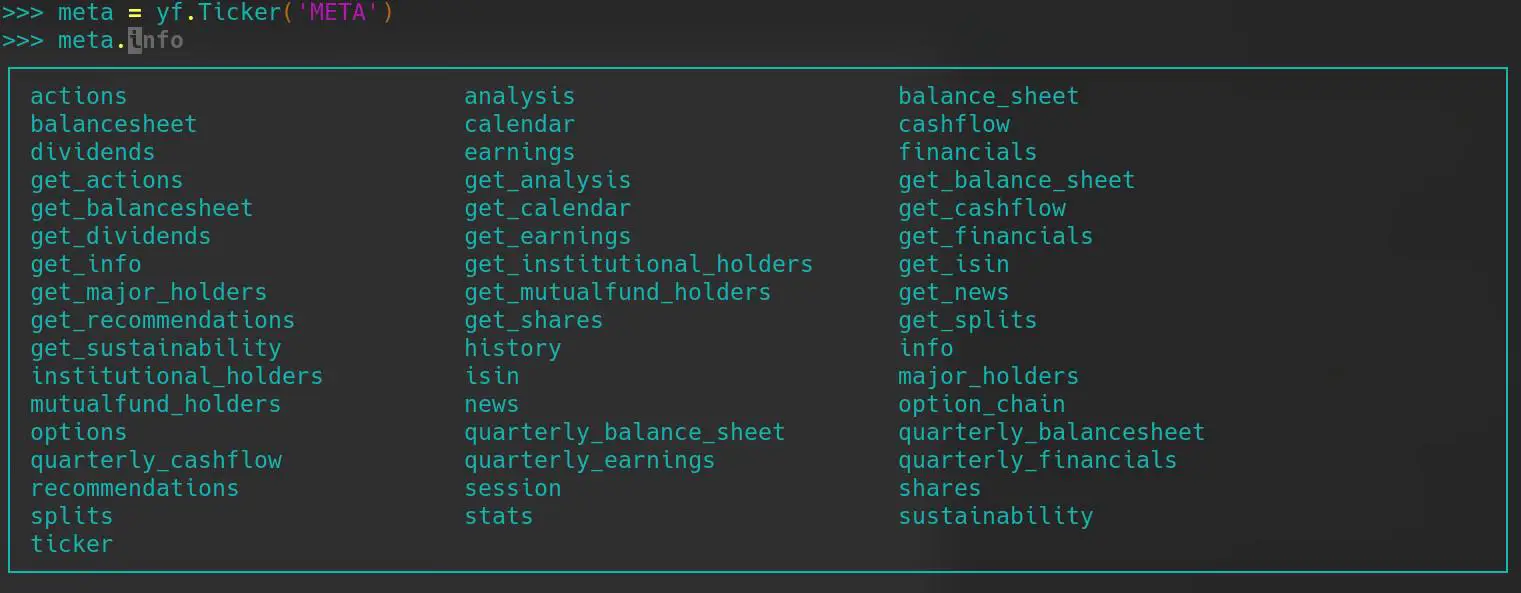 >>> meta = yf.Ticker('META')
>>> meta.info
actions analysis balance_sheet
balancesheet calendar cashflow
dividends earnings financials
get_actions get_analysis get_balance_sheet
get_balancesheet get_calendar get_cashflow
get_dividends get_earnings get_financials
get_info get_institutional_holders get_isin
get_major_holders get_mutualfund_holders get_news
get_recommendations get_shares get_splits
get_sustainability history info
institutional_holders isin major_holders
mutualfund_holders news option_chain
options quarterly_balance_sheet quarterly_balancesheet
quarterly_cashflow quarterly_earnings quarterly_financials
recommendations session shares
splits stats sustainability
ticker